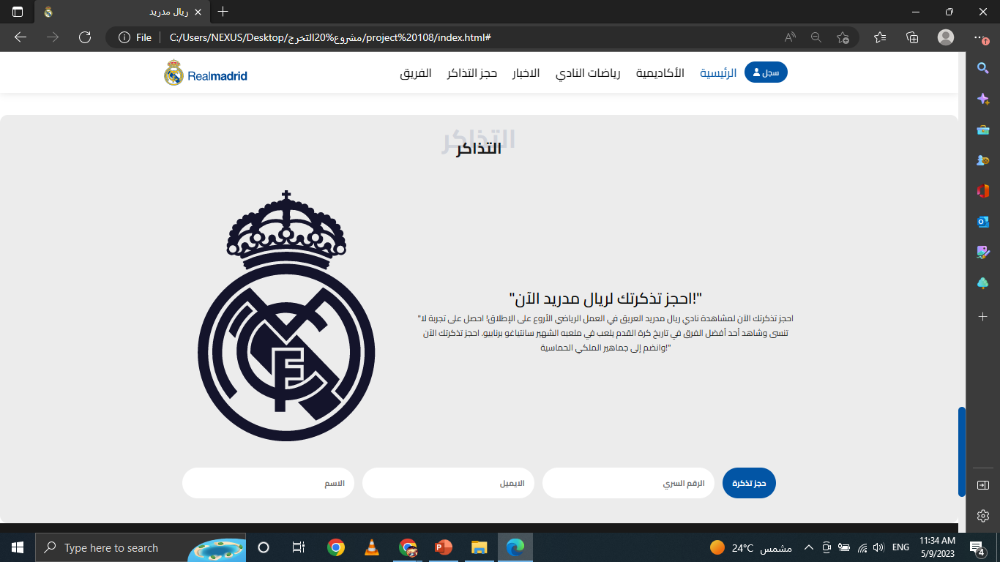 ريال مدريد
File
C:/Users/NEXUS/Desktop/مشروع%20التخرج/project%20108/index.html#
Realmadrid
سجل
الرئيسية
الأكاديمية
رياضات النادي
الاخبار
حجز التذاكر
الفريق
التذاكر
التذاكر
"احجز تذكرتك لريال مدريد الآن!"
"احجز تذكرتك الآن لمشاهدة نادي ريال مدريد العريق في العمل الرياضي الأروع على الإطلاق! احصل على تجربة لا
تنسى وشاهد أحد أفضل الفرق في تاريخ كرة القدم يلعب في ملعبه الشهير سانتياغو برنابيو. احجز تذكرتك الآن
وانضم إلى جماهير الملكي الحماسية!"
حجز تذكرة
الرقم السري
الايميل
الاسم
Type here to search
24°C مشمس
ENG
11:34 AM
5/9/2023
4